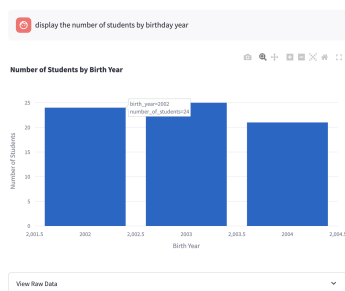 display the number of students by birthday year
Number of Students by Birth Year
birth_year=2002
number_of_students=24
25
20
15
10
5
0
Number of Students
2,001.5
2002
2,002.5
2003
2,003.5
2004
2,004.5
Birth Year
View Raw Data